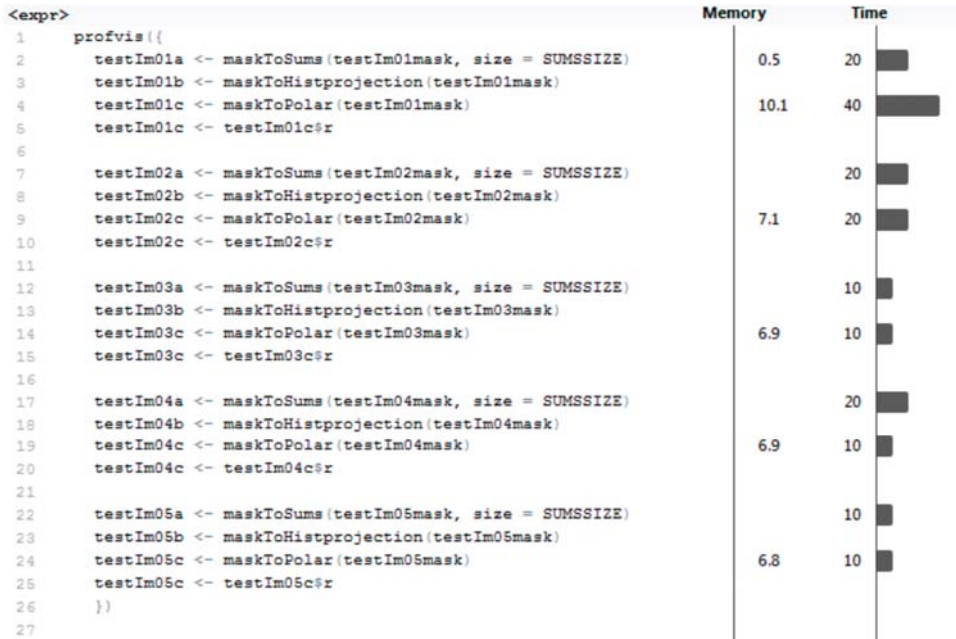 <expr> Memory Time
1 profvis({
2 testIm01a <- maskToSums(testIm01mask, size = SUMSSIZE) 0.5 20
3 testIm01b <- maskToHistprojection(testIm01mask)
4 testIm01c <- maskToPolar(testIm01mask) 10.1 40
5 testIm01c <- testIm01c$r
6
7 testIm02a <- maskToSums(testIm02mask, size = SUMSSIZE) 20
8 testIm02b <- maskToHistprojection(testIm02mask)
9 testIm02c <- maskToPolar(testIm02mask) 7.1 20
10 testIm02c <- testIm02c$r
11
12 testIm03a <- maskToSums(testIm03mask, size = SUMSSIZE) 10
13 testIm03b <- maskToHistprojection(testIm03mask)
14 testIm03c <- maskToPolar(testIm03mask) 6.9 10
15 testIm03c <- testIm03c$r
16
17 testIm04a <- maskToSums(testIm04mask, size = SUMSSIZE) 20
18 testIm04b <- maskToHistprojection(testIm04mask)
19 testIm04c <- maskToPolar(testIm04mask) 6.9 10
20 testIm04c <- testIm04c$r
21
22 testIm05a <- maskToSums(testIm05mask, size = SUMSSIZE) 10
23 testIm05b <- maskToHistprojection(testIm05mask)
24 testIm05c <- maskToPolar(testIm05mask) 6.8 10
25 testIm05c <- testIm05c$r
26 })
27